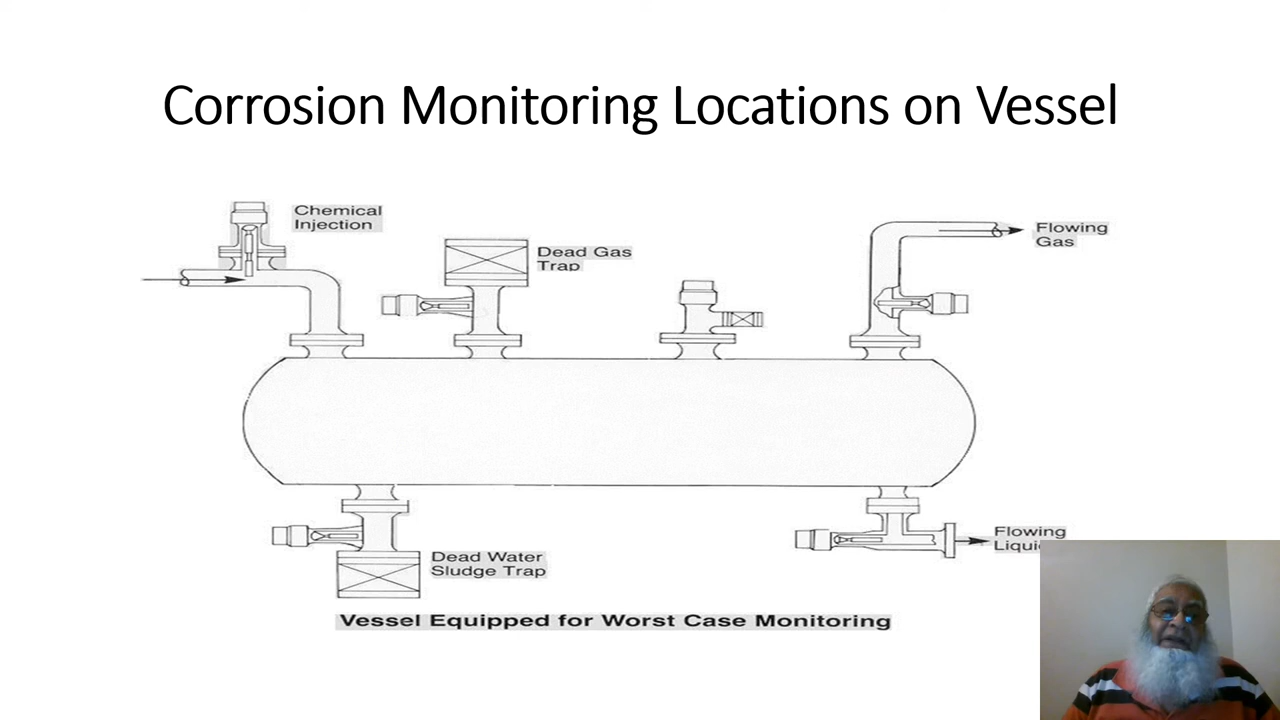 Corrosion Monitoring Locations on Vessel
Chemical
Injection
Dead Gas
Trap
Flowing
Gas
Dead Water
Sludge Trap
Flowing
Vessel Equipped for Worst Case Monitoring